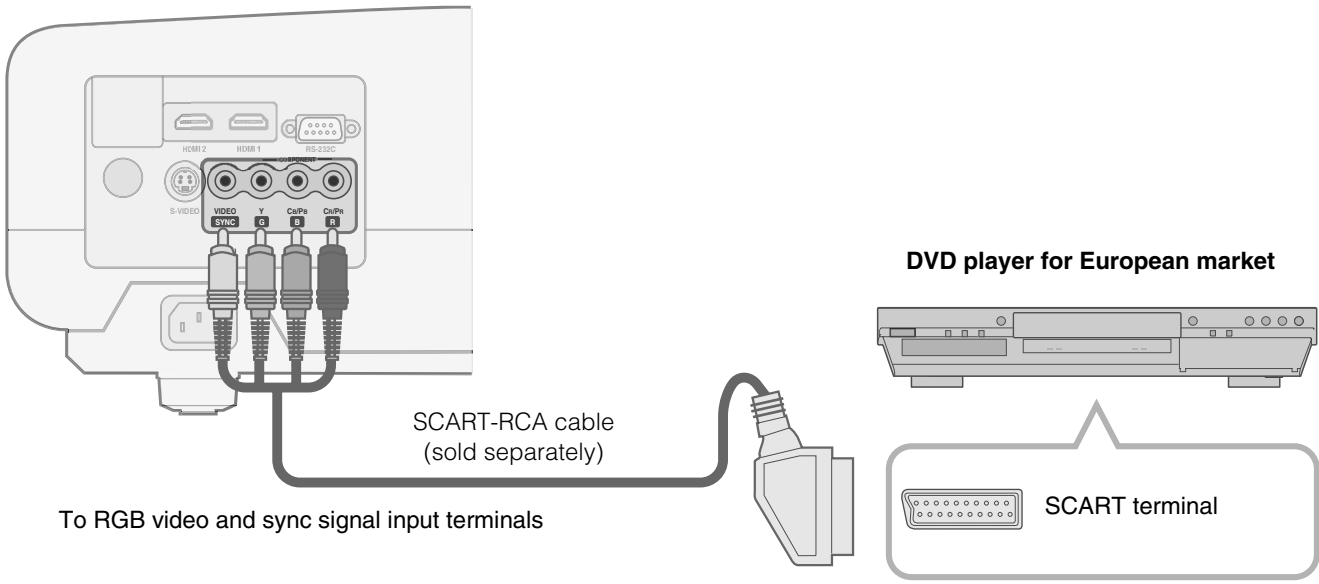 HDMI 2 HDMI 1 RS-232C
COMPONENT
S-VIDEO VIDEO Y CB/PB CR/PR
SYNC G B R
DVD player for European market
SCART-RCA cable
(sold separately)
SCART terminal
To RGB video and sync signal input terminals